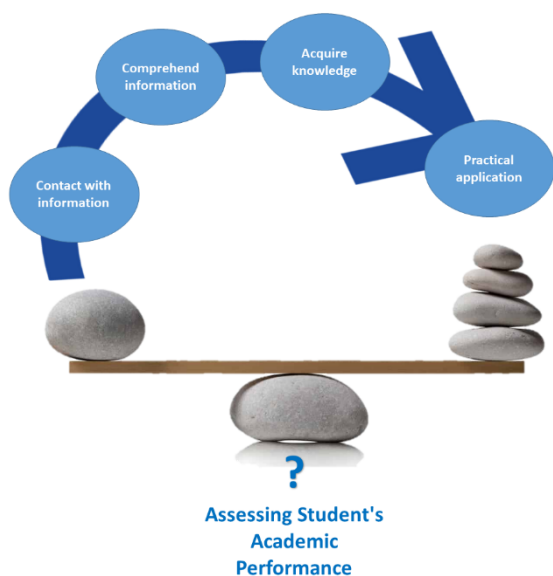 Contact with
information
Comprehend
information
Acquire
knowledge
Practical
application
?
Assessing Student's
Academic
Performance